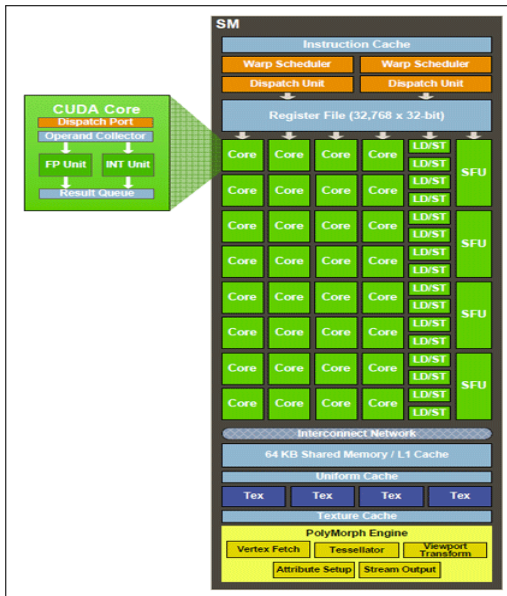 SM
Instruction Cache
Warp Scheduler Warp Scheduler
Dispatch Unit Dispatch Unit
Register File (32,768 x 32-bit)
CUDA Core
Dispatch Port
Operand Collector
FP Unit INT Unit
Result Queue
Core Core Core Core LD/ST
LD/ST
SFU
Core Core Core Core LD/ST
LD/ST
Core Core Core Core LD/ST
LD/ST
SFU
Core Core Core Core LD/ST
LD/ST
Core Core Core Core LD/ST
LD/ST
SFU
Core Core Core Core LD/ST
LD/ST
Core Core Core Core LD/ST
LD/ST
SFU
Core Core Core Core LD/ST
LD/ST
Interconnect Network
64 KB Shared Memory / L1 Cache
Uniform Cache
Tex Tex Tex Tex
Texture Cache
PolyMorph Engine
Vertex Fetch Tessellator Viewport
Transform
Attribute Setup Stream Output